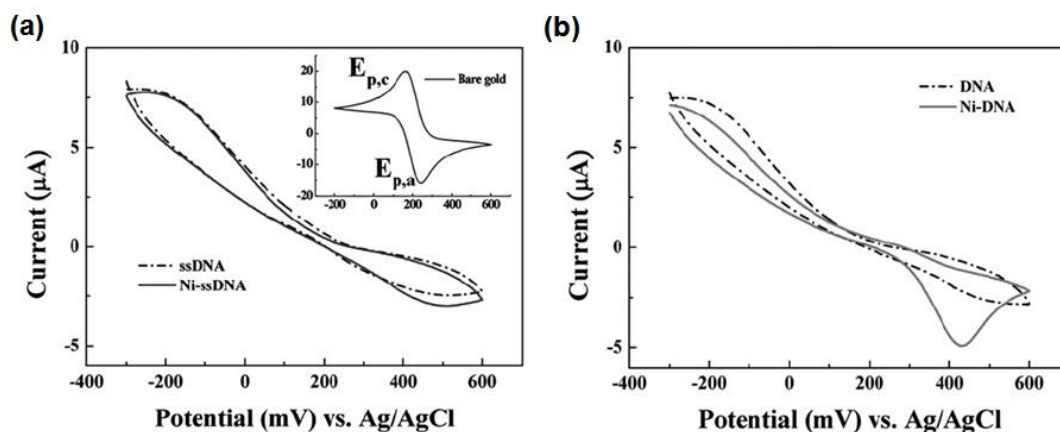 (a)
10
5
0
-5
Current (μA)
-400 -200 0 200 400 600
Potential (mV) vs. Ag/AgCl
ssDNA
Ni-ssDNA
E p,c
E p,a
Bare gold
20
10
0
-10
-20
-200 0 200 400 600
(b)
10
5
0
-5
Current (μA)
-400 -200 0 200 400 600
Potential (mV) vs. Ag/AgCl
DNA
Ni-DNA